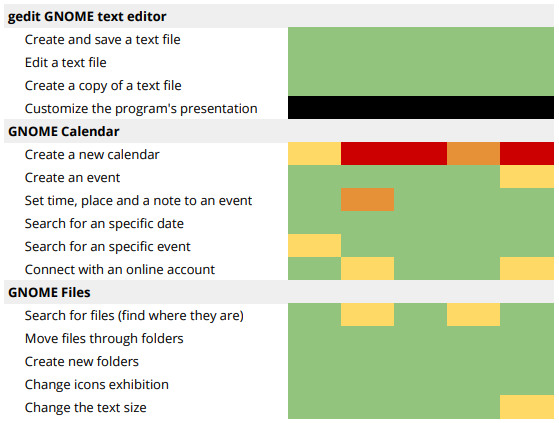 gedit GNOME text editor
Create and save a text file
Edit a text file
Create a copy of a text file
Customize the program's presentation
GNOME Calendar
Create a new calendar
Create an event
Set time, place and a note to an event
Search for an specific date
Search for an specific event
Connect with an online account
GNOME Files
Search for files (find where they are)
Move files through folders
Create new folders
Change icons exhibition
Change the text size